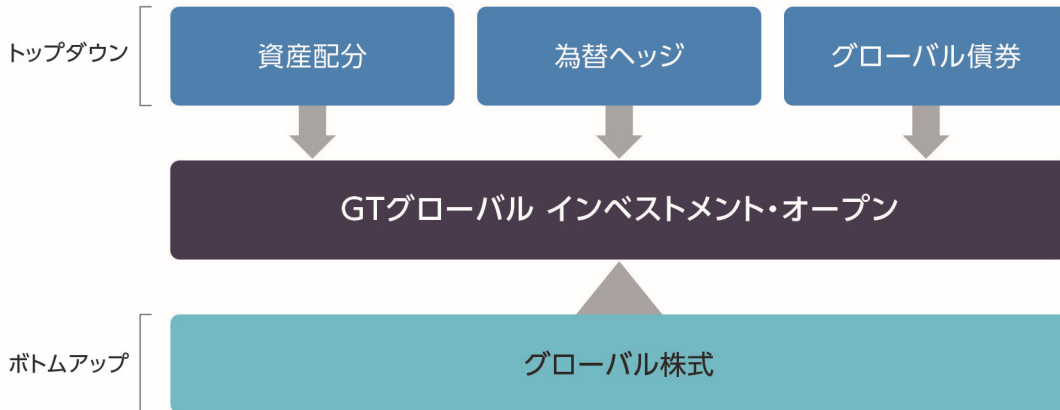 トップダウン
資産配分
為替ヘッジ
グローバル債券
GTグローバル インベストメント・オープン
ボトムアップ
グローバル株式